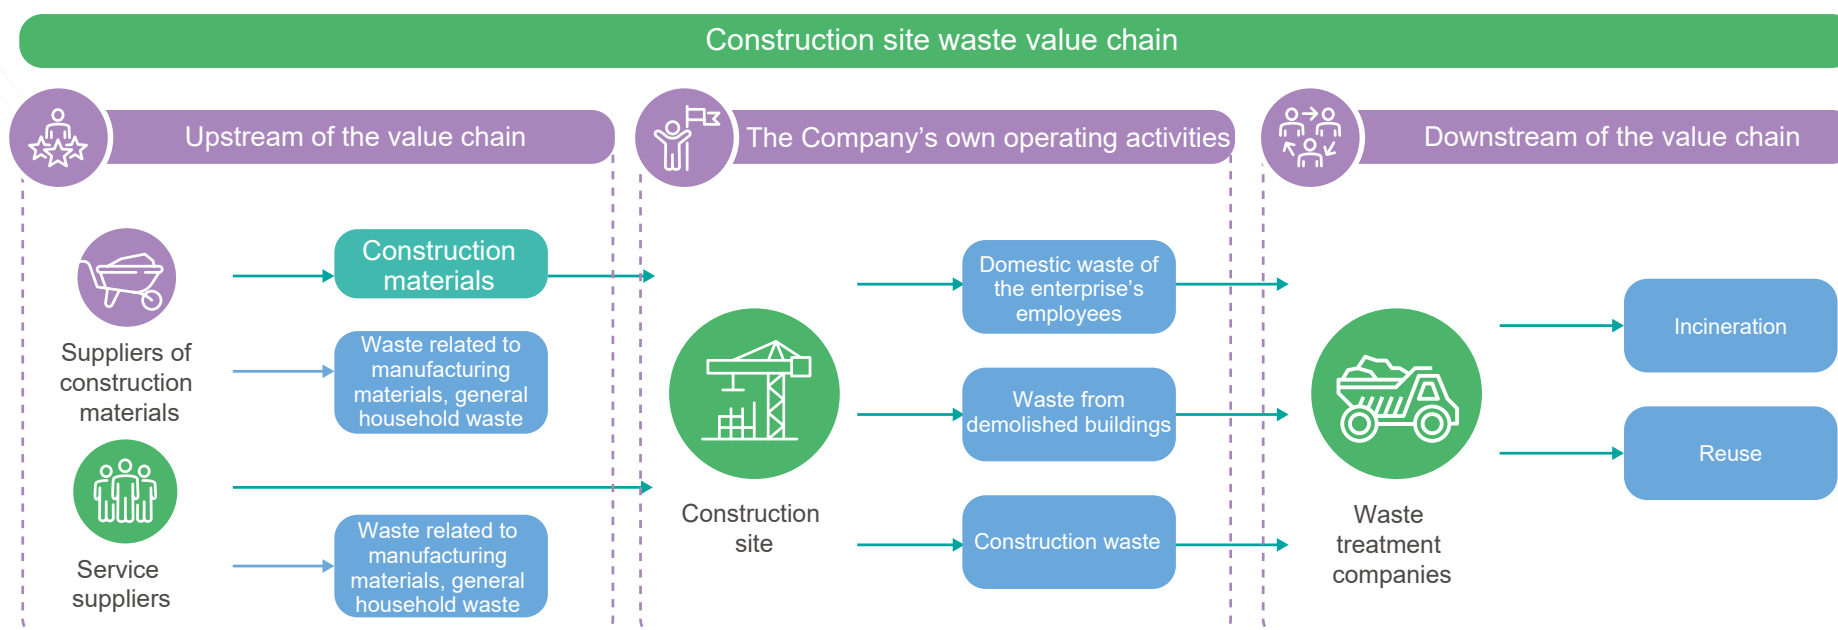 Construction site waste value chain
Upstream of the value chain
Construction
materials
Suppliers of
construction
materials
Waste related to
manufacturing
materials, general
household waste
Service
suppliers
Waste related to
manufacturing
materials, general
household waste
The Company’s own operating activities
Construction
site
Domestic waste of
the enterprise’s
employees
Waste from
demolished buildings
Construction waste
Downstream of the value chain
Waste
treatment
companies
Incineration
Reuse